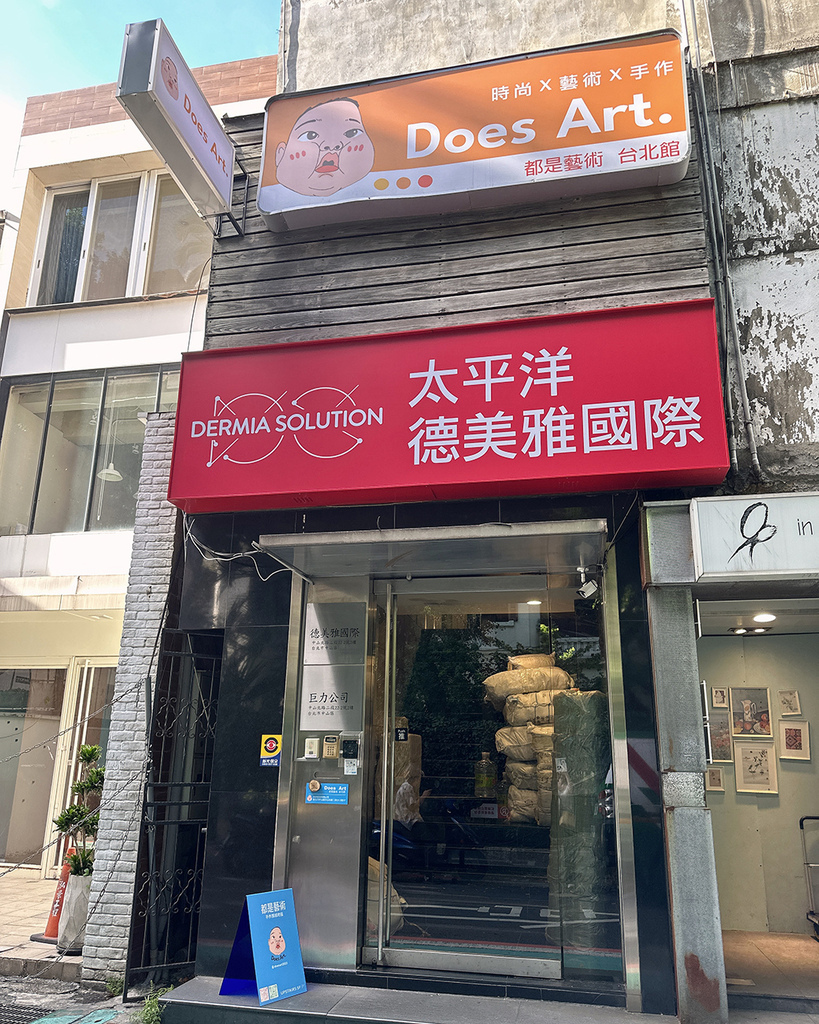 Does Art.
時尚 X 藝術 X 手作
Does Art.
都是藝術 台北館
DERMIA SOLUTION
太平洋
德美雅國際
in
德美雅國際
巨力公司
推
Does Art
都是藝術